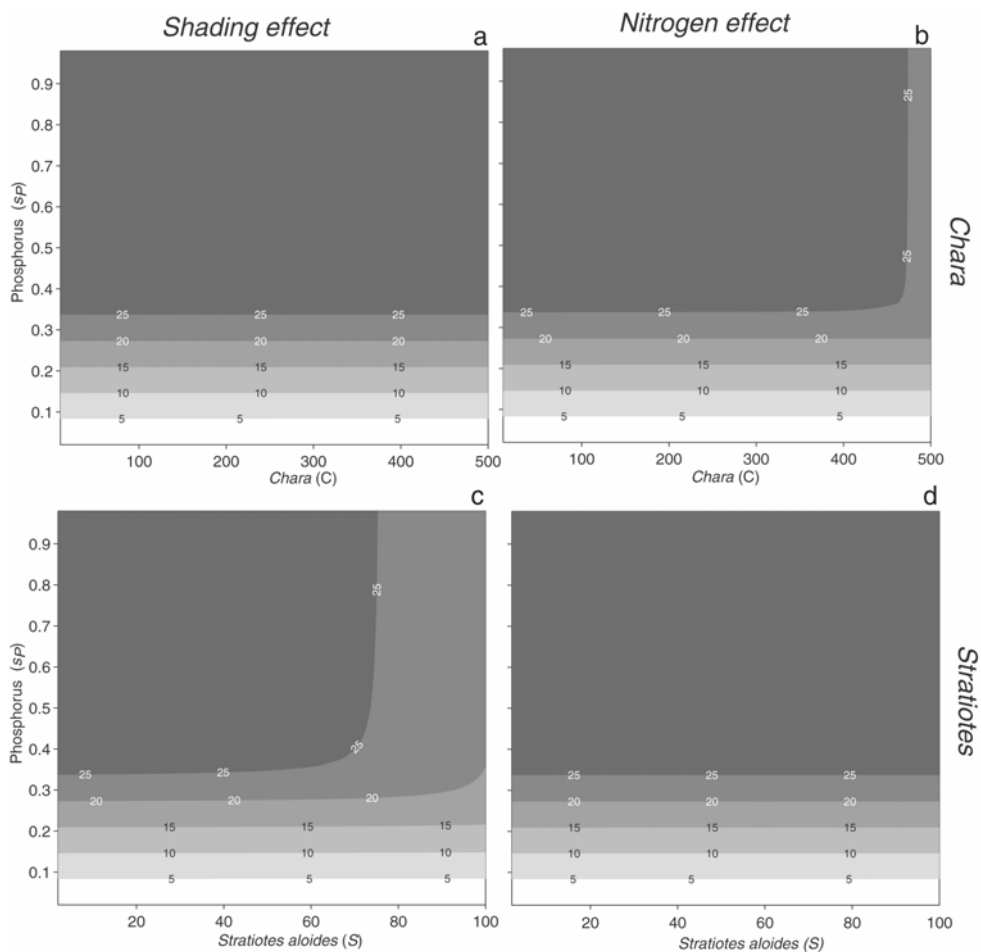 Shading effect
Nitrogen effect
a
b
Phosphorus (sP)
0.9
0.8
0.7
0.6
0.5
0.4
0.3
0.2
0.1
25 25 25
20 20 20
15 15 15
10 10 10
5 5 5
100 200 300 400 500
Chara (C)
25
25
25 25 25
20 20 20
15 15 15
10 10 10
5 5 5
100 200 300 400 500
Chara (C)
Chara
c
d
Phosphorus (sP)
0.9
0.8
0.7
0.6
0.5
0.4
0.3
0.2
0.1
25
25
25 25
20 20 20
15 15 15
10 10 10
5 5 5
20 40 60 80 100
Stratiotes aloides (S)
25 25 25
20 20 20
15 15 15
10 10 10
5 5 5
20 40 60 80 100
Stratiotes aloides (S)
Stratiotes